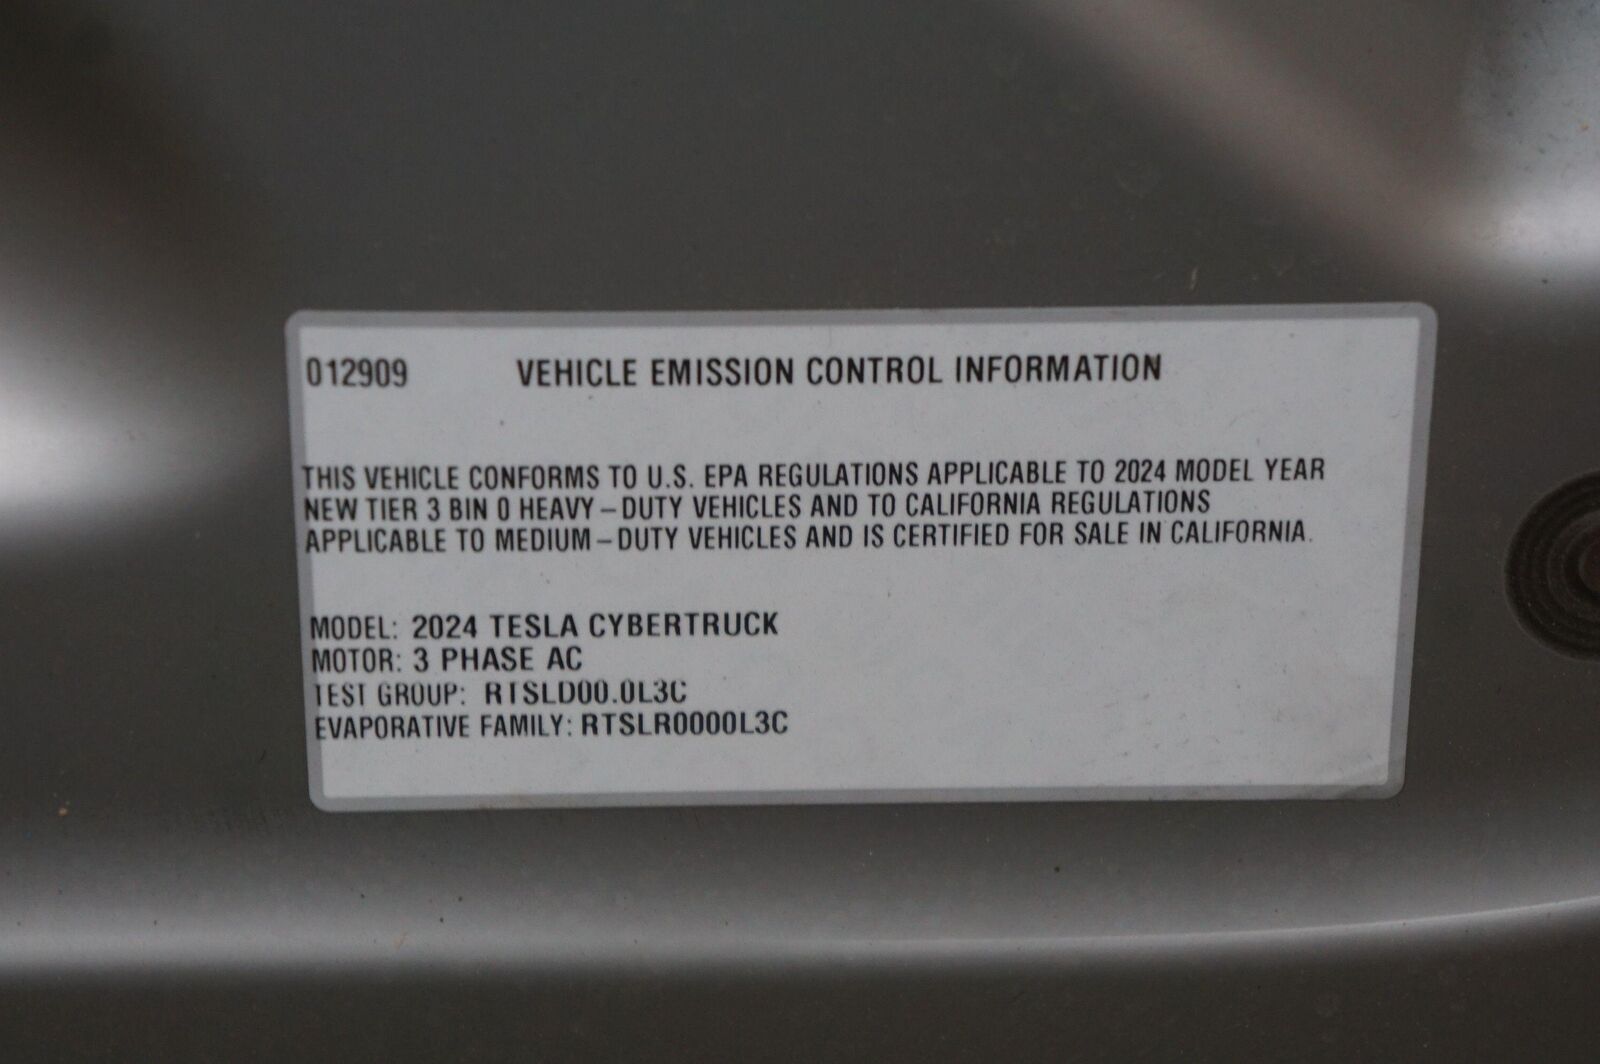 012909 VEHICLE EMISSION CONTROL INFORMATION
THIS VEHICLE CONFORMS TO U.S. EPA REGULATIONS APPLICABLE TO 2024 MODEL YEAR
NEW TIER 3 BIN 0 HEAVY-DUTY VEHICLES AND TO CALIFORNIA REGULATIONS
APPLICABLE TO MEDIUM-DUTY VEHICLES AND IS CERTIFIED FOR SALE IN CALIFORNIA.
MODEL: 2024 TESLA CYBERTRUCK
MOTOR: 3 PHASE AC
TEST GROUP: RTSLD00.0L3C
EVAPORATIVE FAMILY: RTSLR0000L3C